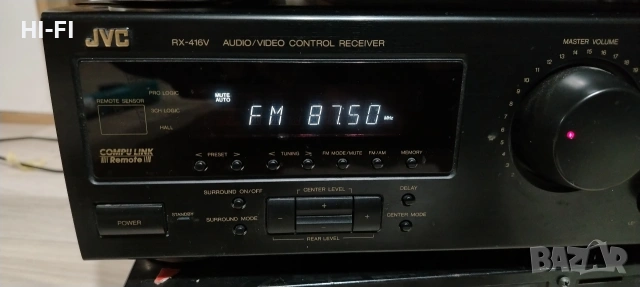 HI-FI
JVC
RX-416V AUDIO/VIDEO CONTROL RECEIVER
MASTER VOLUME
REMOTE SENSOR
PRO LOGIC
3CH LOGIC
HALL
MUTE
AUTO
FM 87.50 MHz
COMPU LINK
Remote
< PRESET >
< TUNING >
FM MODE/MUTE
FM/AM
MEMORY
SURROUND ON/OFF
CENTER LEVEL
DELAY
POWER
STANDBY
SURROUND MODE
- + +
CENTER MODE
REAR LEVEL
BAZAR